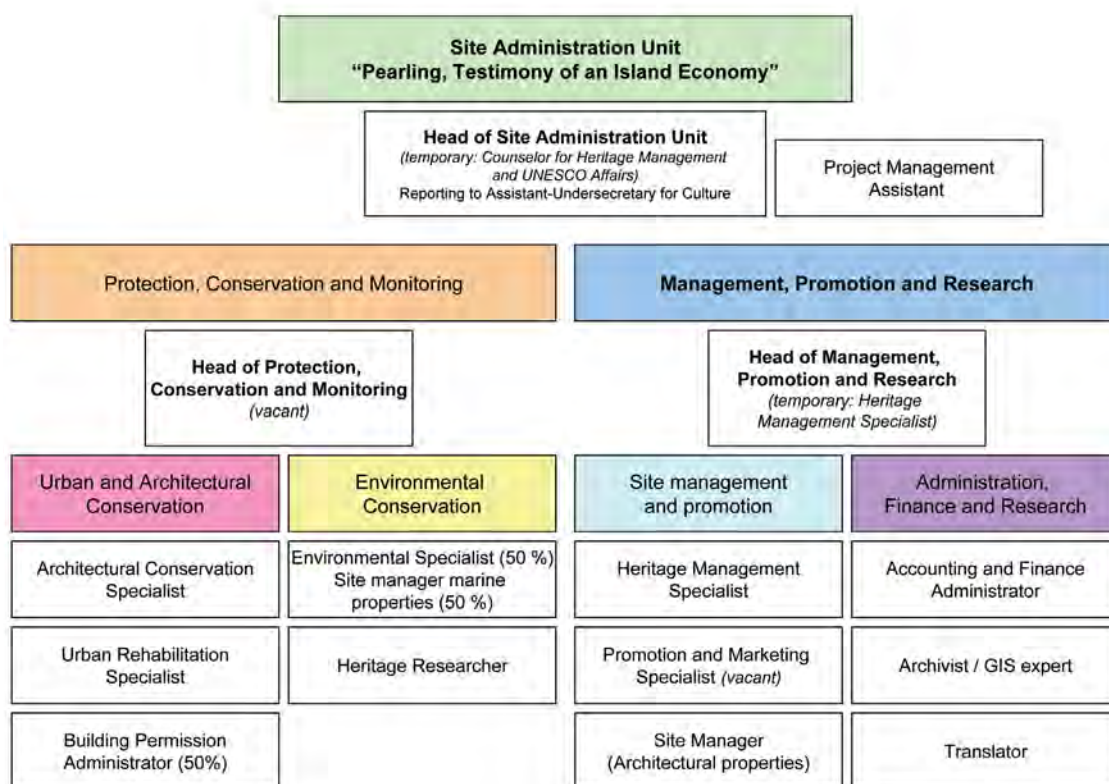 Site Administration Unit
“Pearling, Testimony of an Island Economy”
Head of Site Administration Unit
(temporary: Counselor for Heritage Management
and UNESCO Affairs)
Reporting to Assistant-Undersecretary for Culture
Project Management
Assistant
Protection, Conservation and Monitoring
Management, Promotion and Research
Head of Protection,
Conservation and Monitoring
(vacant)
Head of Management,
Promotion and Research
(temporary: Heritage
Management Specialist)
Urban and Architectural
Conservation
Environmental
Conservation
Site management
and promotion
Administration,
Finance and Research
Architectural Conservation
Specialist
Environmental Specialist (50 %)
Site manager marine
properties (50 %)
Heritage Management
Specialist
Accounting and Finance
Administrator
Urban Rehabilitation
Specialist
Heritage Researcher
Promotion and Marketing
Specialist (vacant)
Archivist / GIS expert
Building Permission
Administrator (50%)
Site Manager
(Architectural properties)
Translator